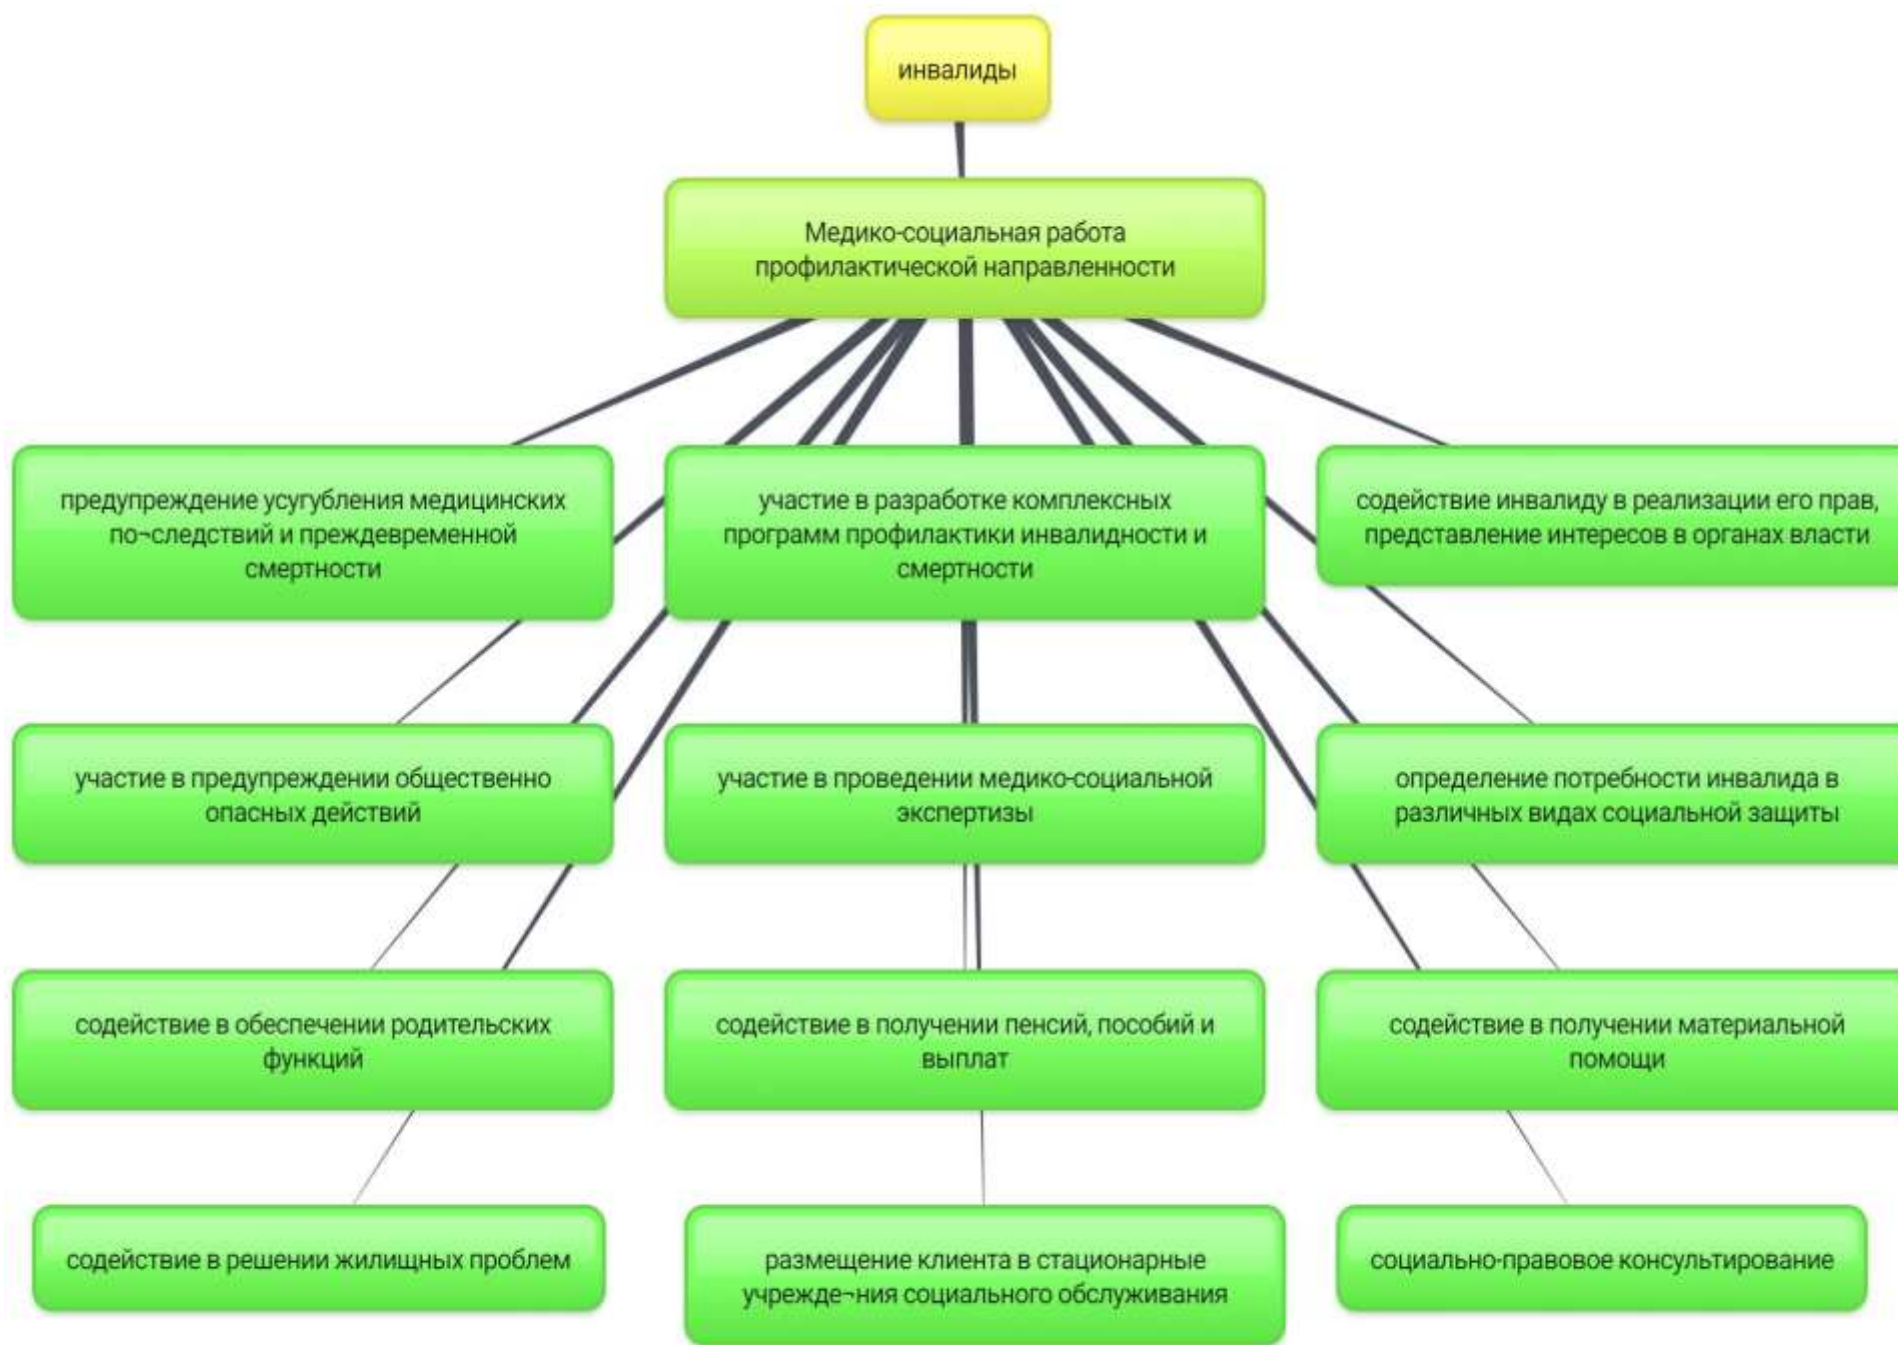 инвалиды
Медико-социальная работа
профилактической направленности
предупреждение усугубления медицинских
по¬следствий и преждевременной
смертности
участие в разработке комплексных
программ профилактики инвалидности и
смертности
содействие инвалиду в реализации его прав,
представление интересов в органах власти
участие в предупреждении общественно
опасных действий
участие в проведении медико-социальной
экспертизы
определение потребности инвалида в
различных видах социальной защиты
содействие в обеспечении родительских
функций
содействие в получении пенсий, пособий и
выплат
содействие в получении материальной
помощи
содействие в решении жилищных проблем
размещение клиента в стационарные
учрежде¬ния социального обслуживания
социально-правовое консультирование